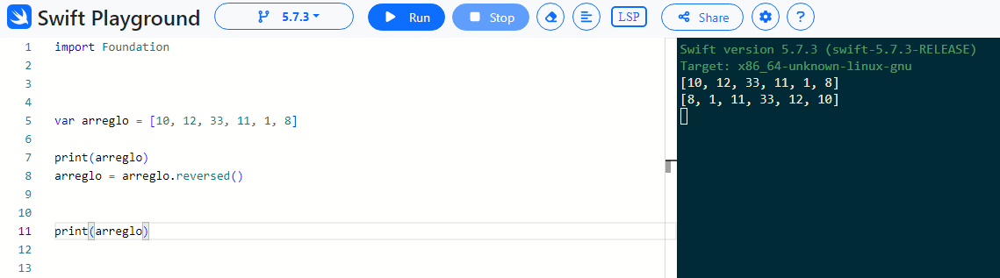 Swift Playground 5.7.3 Run Stop LSP Share ?
1 import Foundation
2
3
4
5 var arreglo = [10, 12, 33, 11, 1, 8]
6
7 print(arreglo)
8 arreglo = arreglo.reversed()
9
10
11 print(arreglo)
12
13
Swift version 5.7.3 (swift-5.7.3-RELEASE)
Target: x86_64-unknown-linux-gnu
[10, 12, 33, 11, 1, 8]
[8, 1, 11, 33, 12, 10]